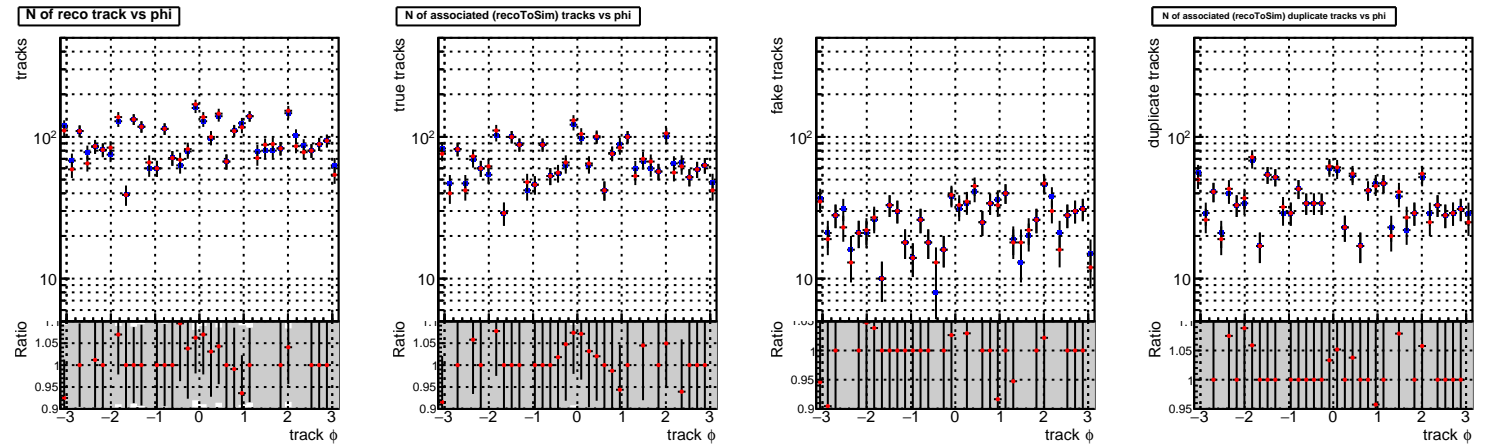 N of reco track vs phi
N of associated (recoToSim) tracks vs phi
N of associated (recoToSim) duplicate tracks vs phi
tracks
10²
10
Ratio
1.05
1
0.95
0.9
−3 −2 −1 0 1 2 3
track ϕ
true tracks
10²
10
Ratio
1.05
1
0.95
0.9
−3 −2 −1 0 1 2 3
track ϕ
fake tracks
10²
10
Ratio
1
0.95
0.9
−3 −2 −1 0 1 2 3
track ϕ
duplicate tracks
10²
10
Ratio
1.05
1
0.95
−3 −2 −1 0 1 2 3
track ϕ